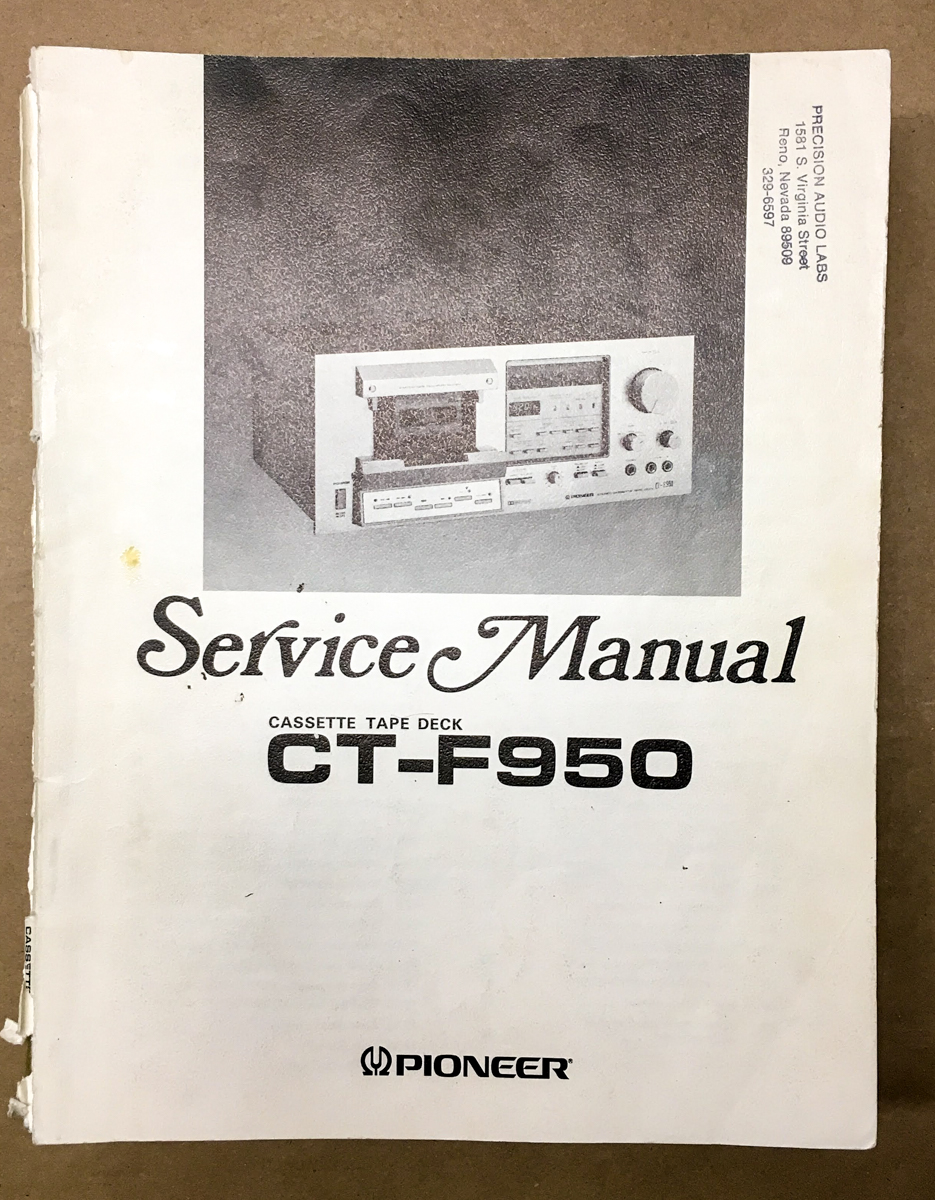 PRECISION AUDIO LABS
1581 S. Virginia Street
Reno, Nevada 89509
329-6597
PIONEER
Service Manual
CASSETTE TAPE DECK
CT-F950
CASSETTE
PIONEER